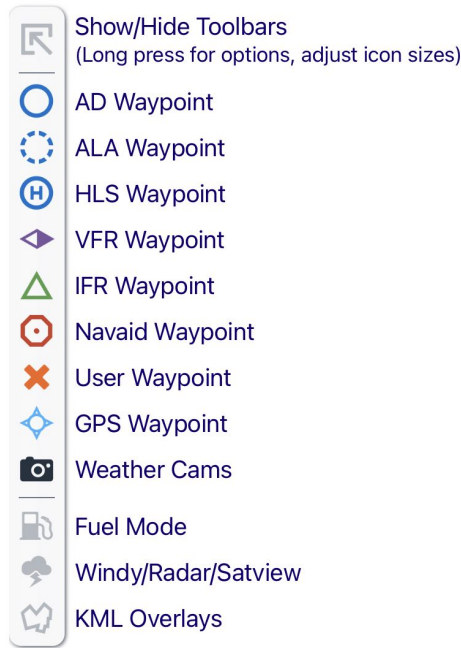 Show/Hide Toolbars
(Long press for options, adjust icon sizes)
AD Waypoint
ALA Waypoint
H
HLS Waypoint
VFR Waypoint
IFR Waypoint
Navaid Waypoint
User Waypoint
GPS Waypoint
Weather Cams
Fuel Mode
Windy/Radar/Satview
KML Overlays